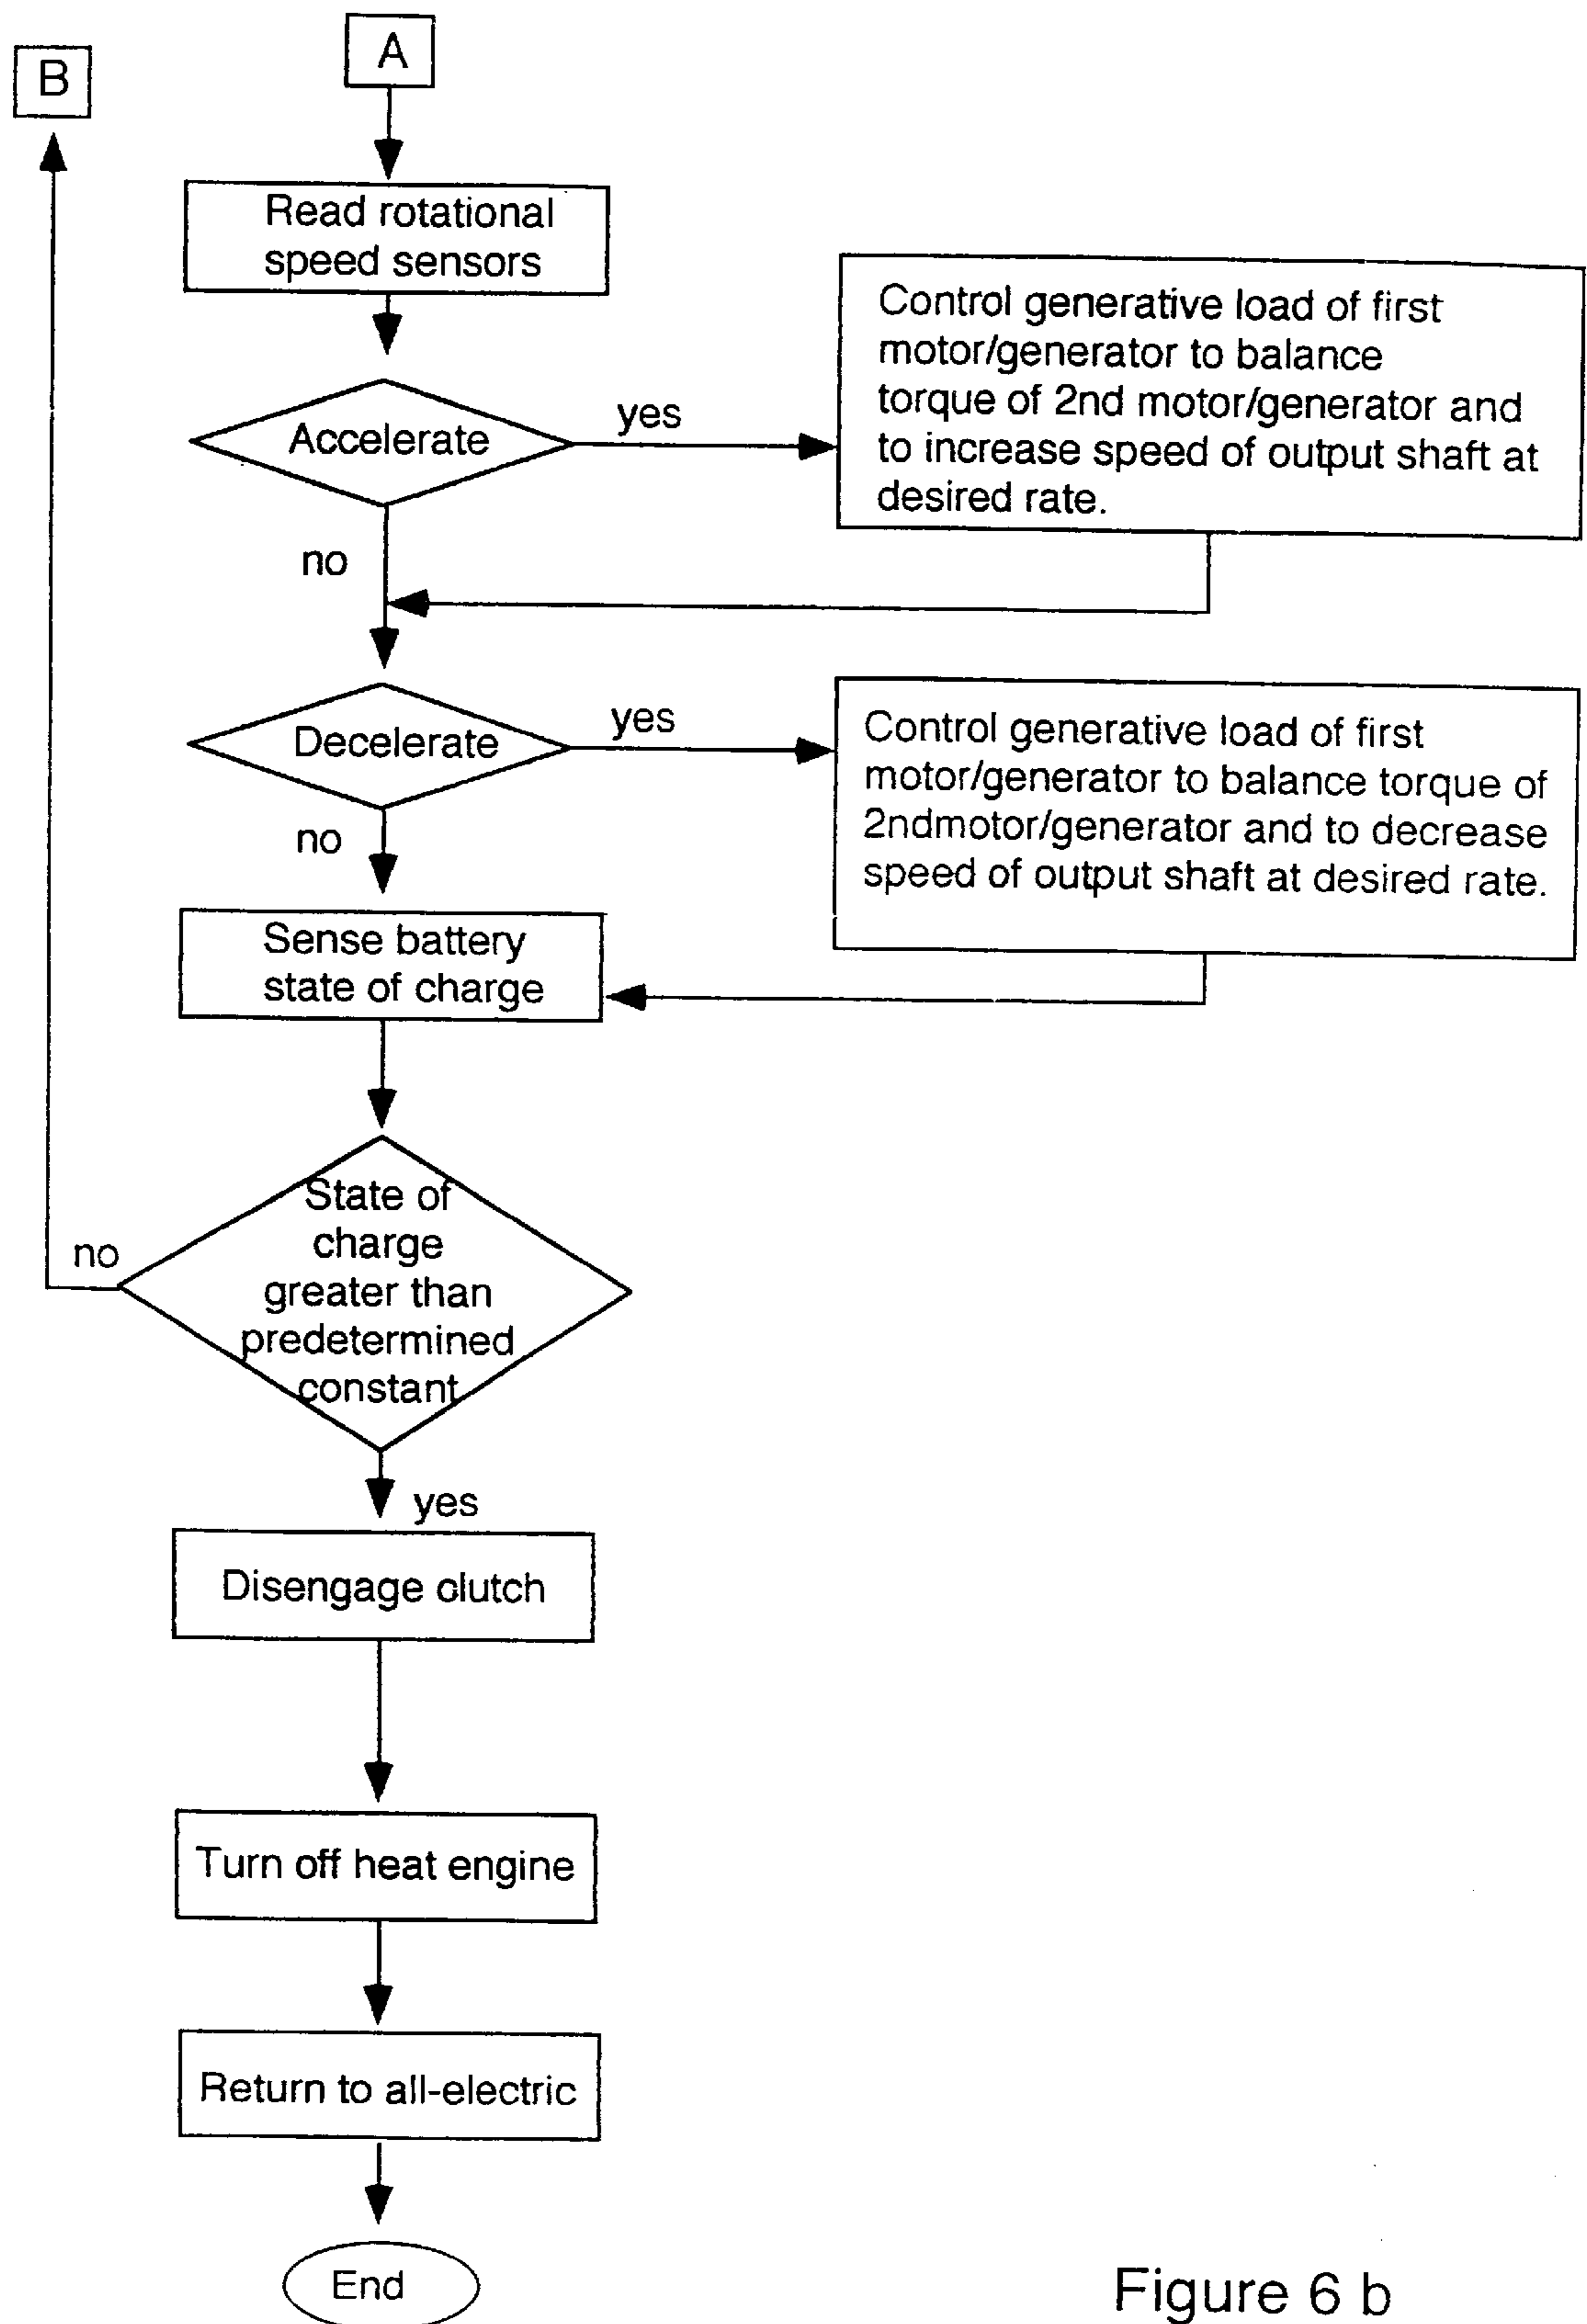 B
A
Read rotational
speed sensors
Control generative load of first
motor/generator to balance
torque of 2nd motor/generator and
to increase speed of output shaft at
desired rate.
Accelerate
yes
no
Decelerate
yes
Control generative load of first
motor/generator to balance torque of
2ndmotor/generator and to decrease
speed of output shaft at desired rate.
no
Sense battery
state of charge
State of
charge
greater than
predetermined
constant
no
yes
Disengage clutch
Turn off heat engine
Return to all-electric
End
Figure 6 b